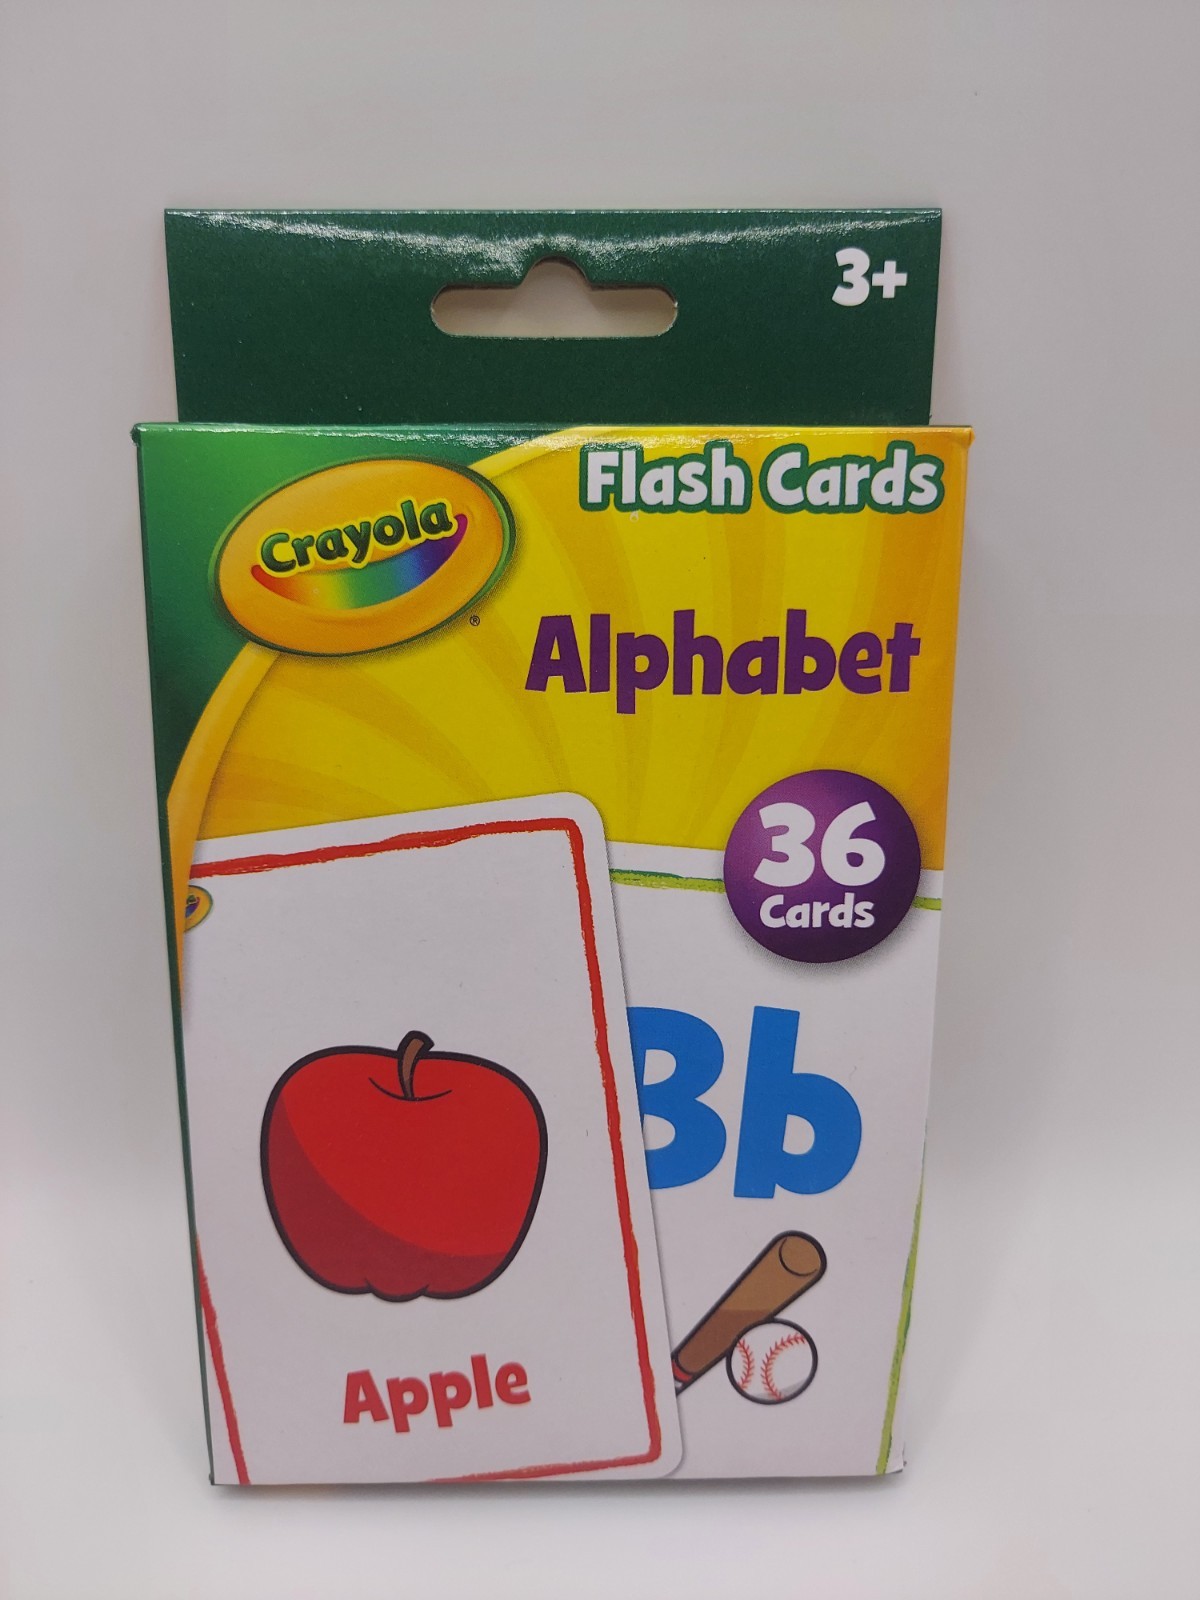 3+
Flash Cards
Crayola
®
Alphabet
36
Cards
Bb
Apple